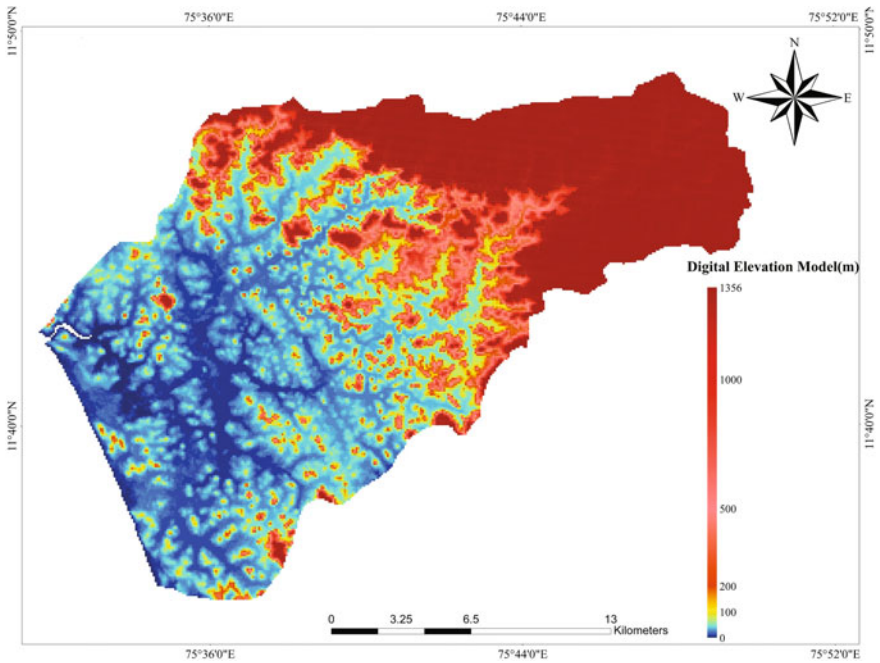 75°36'0"E 75°44'0"E 75°52'0"E
11°50'0"N 11°50'0"N
N
W E
Digital Elevation Model(m)
1356
1000
11°40'0"N 11°40'0"N
500
200
100
0
0 3.25 6.5 13
Kilometers
75°36'0"E 75°44'0"E 75°52'0"E